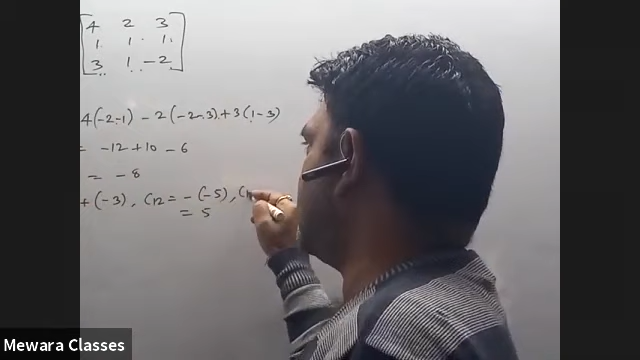 4 2 3
1 1 1
3 1 -2
4(-2-1) - 2(-2-3) + 3(1-3)
= -12 + 10 - 6
= -8
+(-3), C12 = -(-5), C1
= 5
Mewara Classes